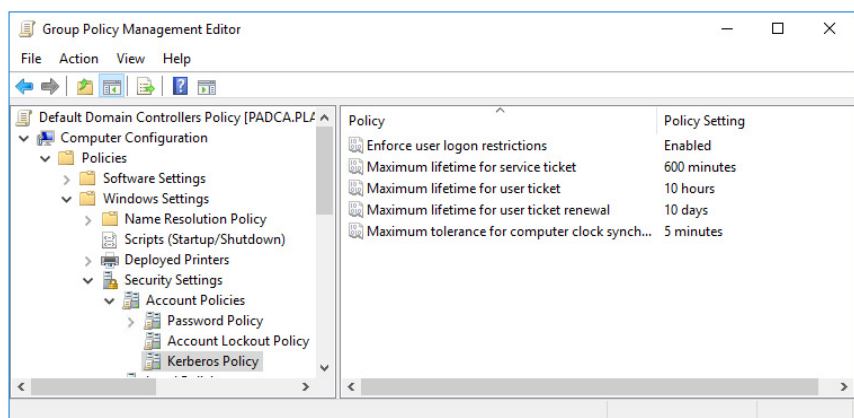 Group Policy Management Editor
File Action View Help
Default Domain Controllers Policy [PADCA.PLA
Computer Configuration
Policies
Software Settings
Windows Settings
Name Resolution Policy
Scripts (Startup/Shutdown)
Deployed Printers
Security Settings
Account Policies
Password Policy
Account Lockout Policy
Kerberos Policy
Policy Policy Setting
Enforce user logon restrictions Enabled
Maximum lifetime for service ticket 600 minutes
Maximum lifetime for user ticket 10 hours
Maximum lifetime for user ticket renewal 10 days
Maximum tolerance for computer clock synch... 5 minutes